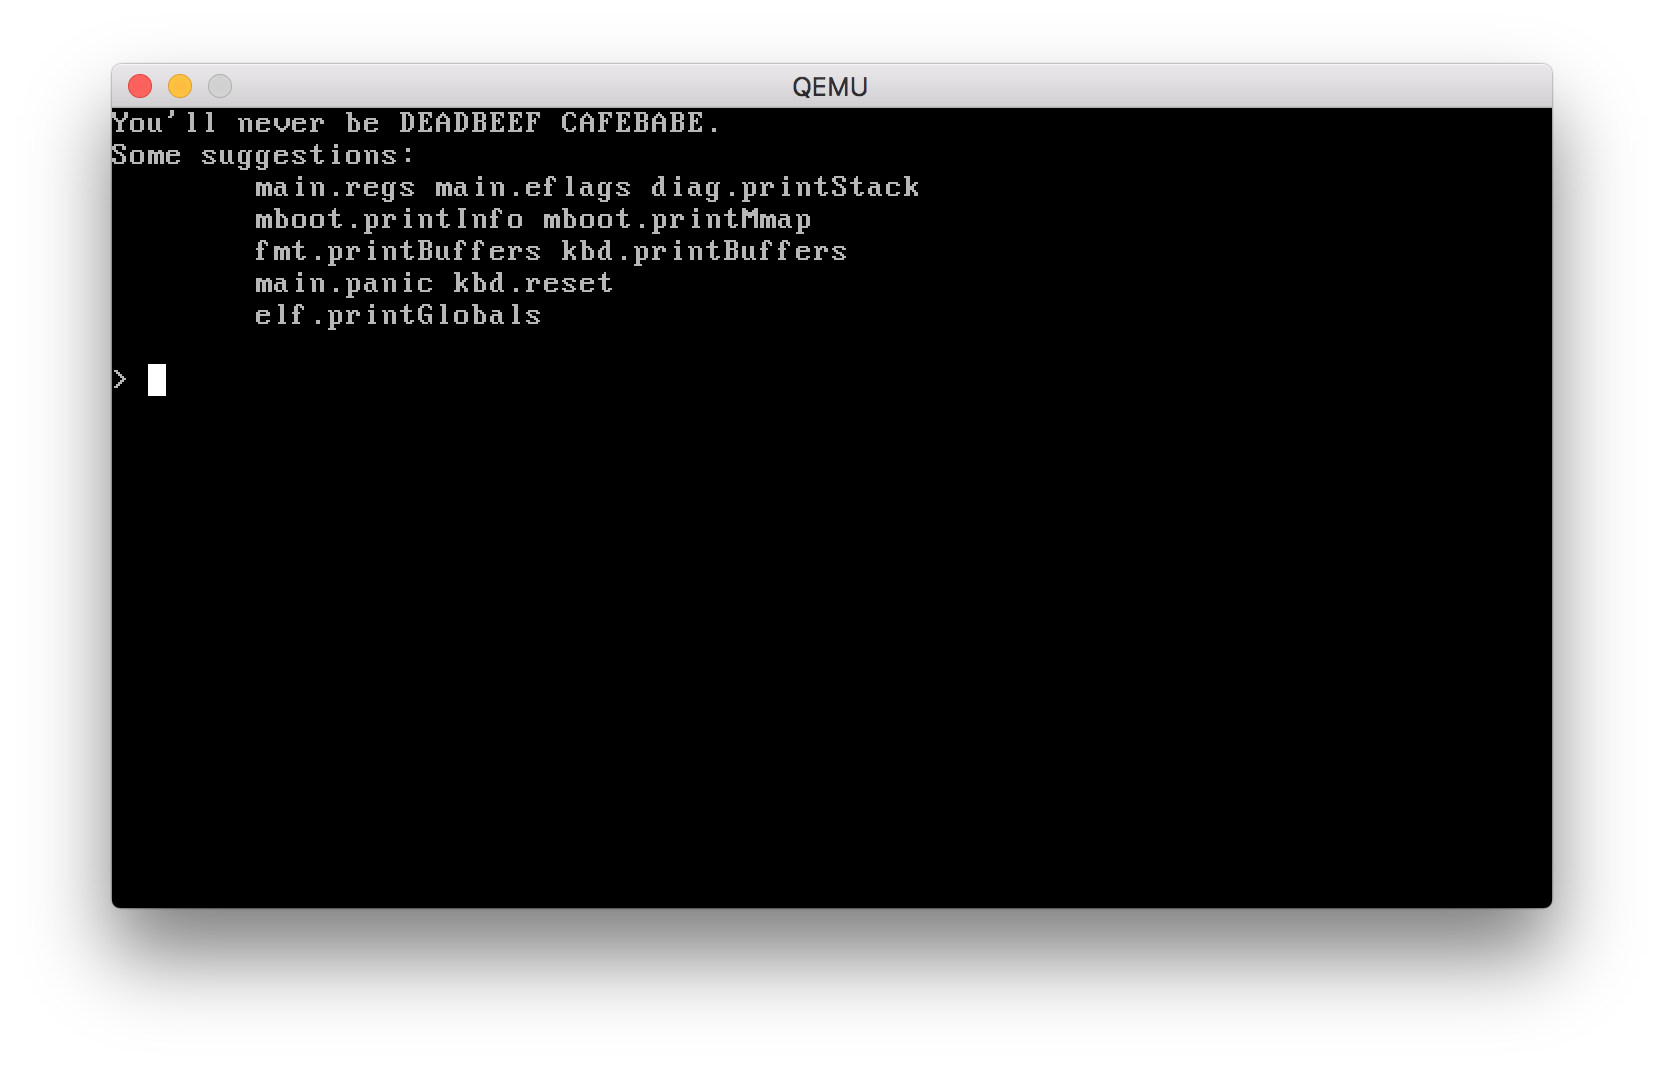 QEMU
You'll never be DEADBEEF CAFEBABE.
Some suggestions:
main.regs main.eflags diag.printStack
mboot.printInfo mboot.printMmap
fmt.printBuffers kbd.printBuffers
main.panic kbd.reset
elf.printGlobals
>